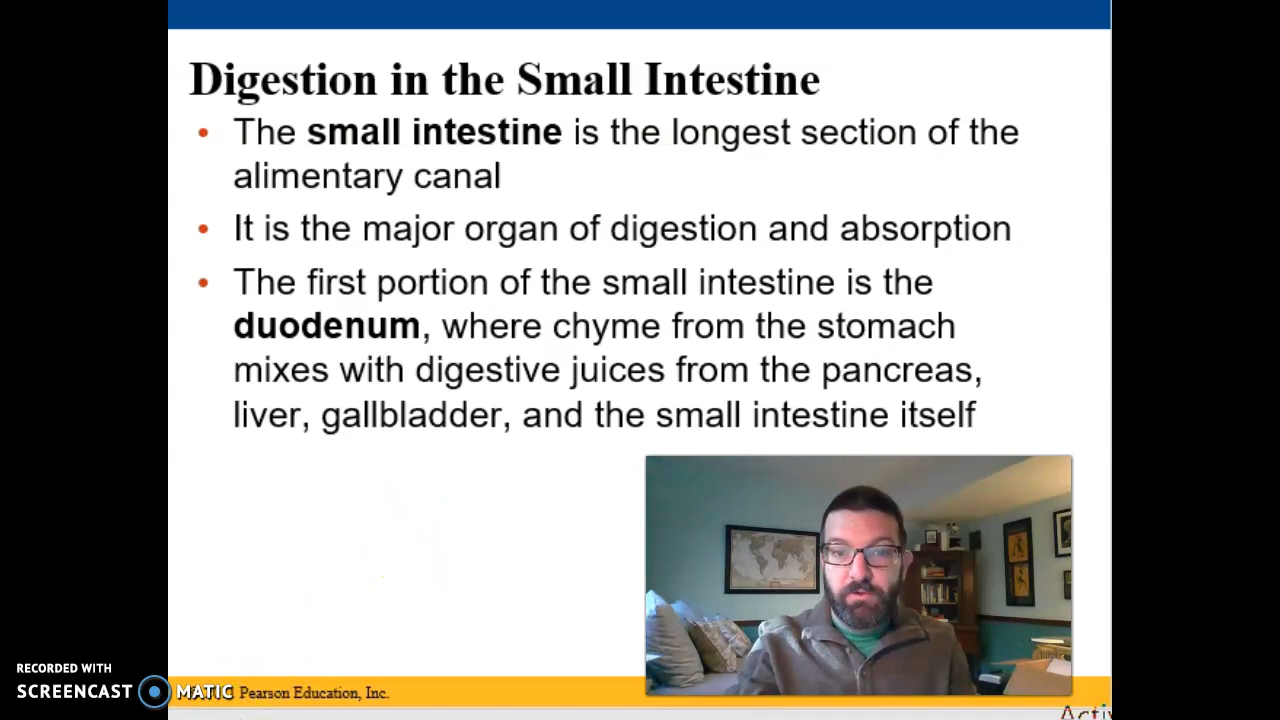 Digestion in the Small Intestine
• The small intestine is the longest section of the
alimentary canal
• It is the major organ of digestion and absorption
• The first portion of the small intestine is the
duodenum, where chyme from the stomach
mixes with digestive juices from the pancreas,
liver, gallbladder, and the small intestine itself
RECORDED WITH
SCREENCAST MATIC
Pearson Education, Inc.